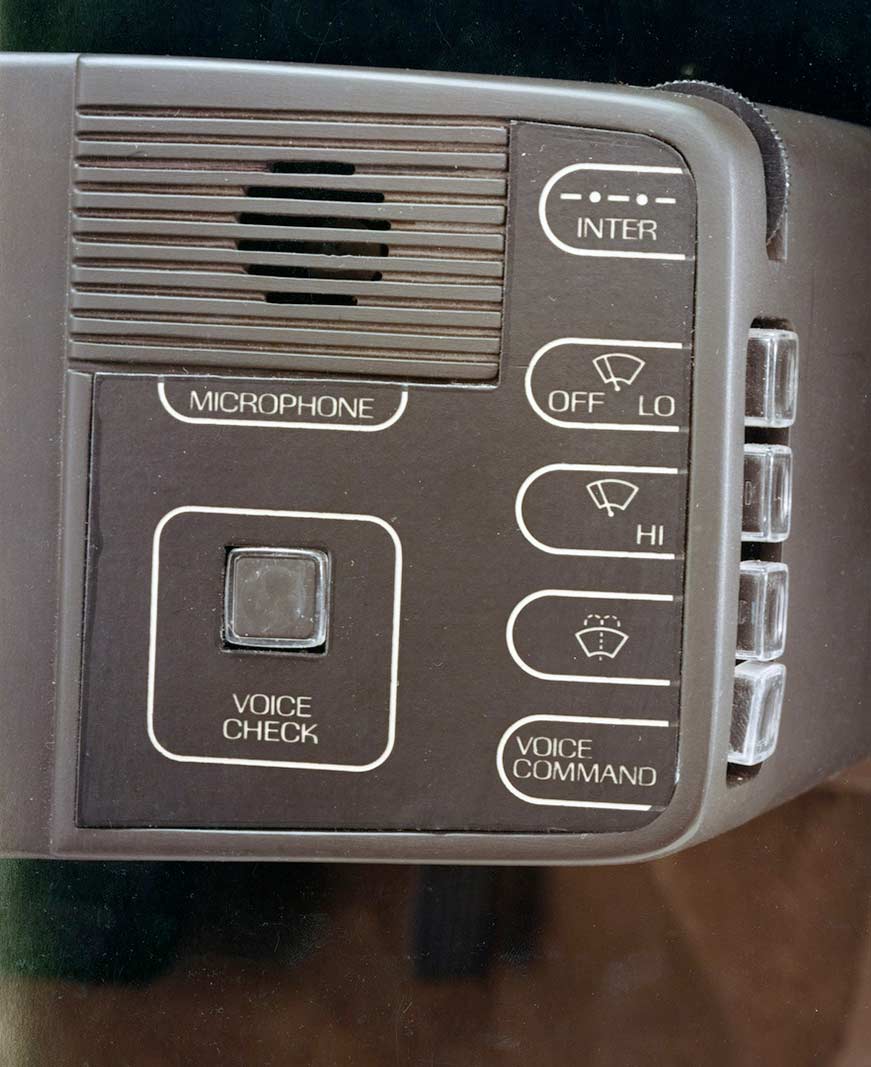 INTER
OFF LO
MICROPHONE
HI
VOICE
CHECK
VOICE
COMMAND